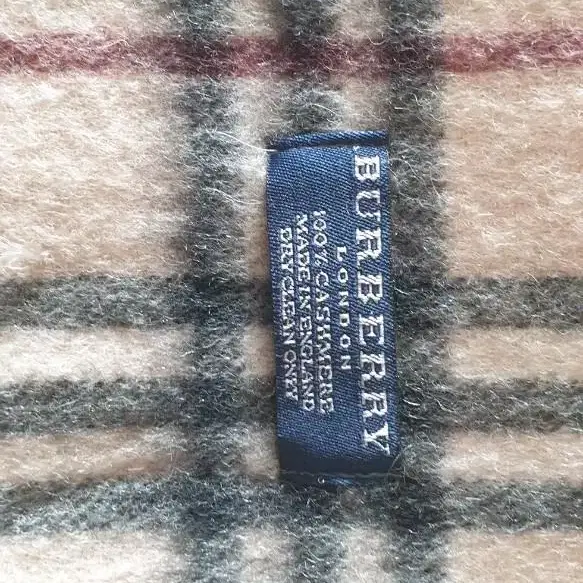 BURBERRY
LONDON
100% CASHMERE
MADE IN ENGLAND
DRY CLEAN ONLY